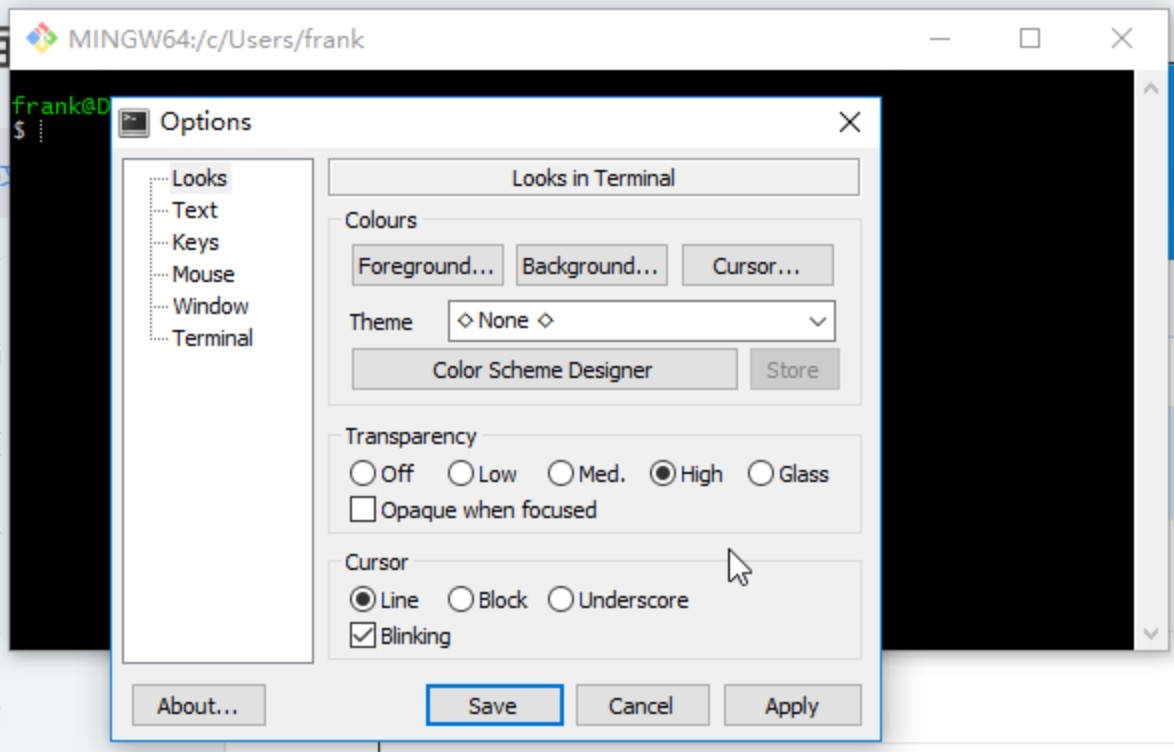 MINGW64:/c/Users/frank
frank@D
$
Options
Looks
Text
Keys
Mouse
Window
Terminal
Looks in Terminal
Colours
Foreground... Background... Cursor...
Theme ◇ None ◇
Color Scheme Designer Store
Transparency
Off Low Med. High Glass
Opaque when focused
Cursor
Line Block Underscore
Blinking
About... Save Cancel Apply